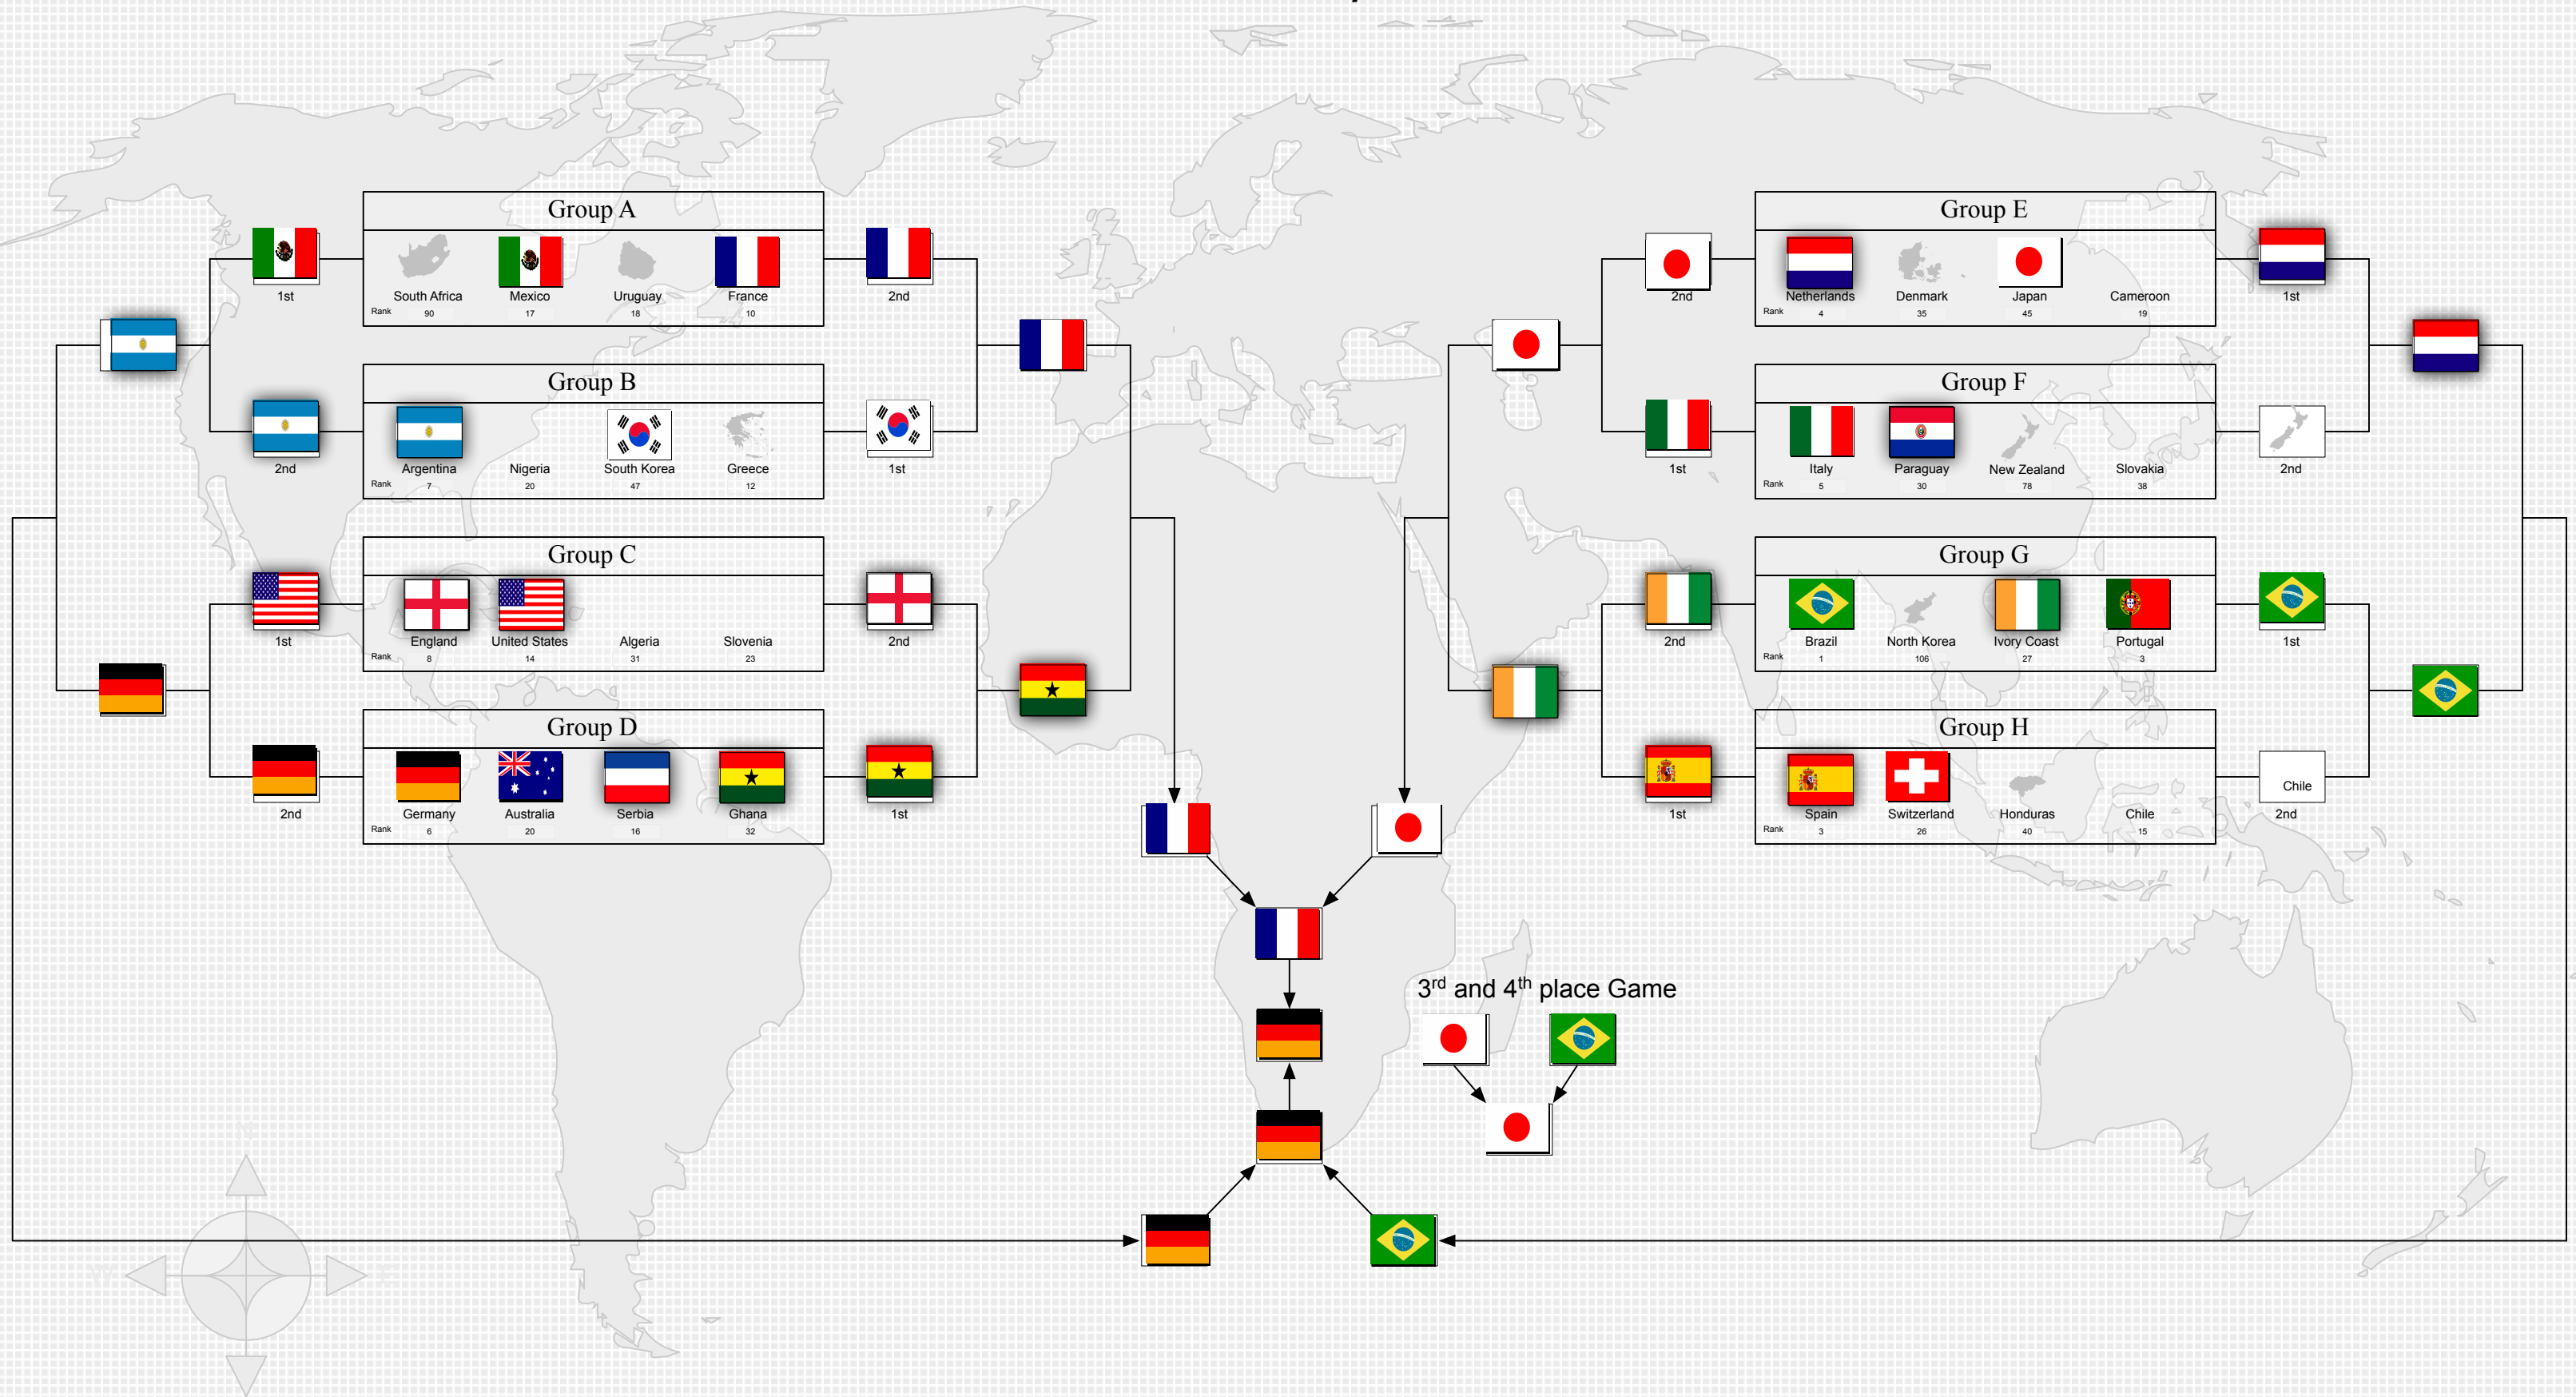 Group A
South Africa Mexico Uruguay France
Rank 90 17 18 10
1st
2nd
Group B
Argentina Nigeria South Korea Greece
Rank 7 20 47 12
2nd
1st
Group C
England United States Algeria Slovenia
Rank 8 14 31 23
1st
2nd
Group D
Germany Australia Serbia Ghana
Rank 6 20 16 32
2nd
1st
Group E
Netherlands Denmark Japan Cameroon
Rank 4 35 45 19
2nd
1st
Group F
Italy Paraguay New Zealand Slovakia
Rank 5 30 78 38
1st
2nd
Group G
Brazil North Korea Ivory Coast Portugal
Rank 1 106 27 3
2nd
1st
Group H
Spain Switzerland Honduras Chile
Rank 3 26 40 15
1st
Chile
2nd
3rd and 4th place Game